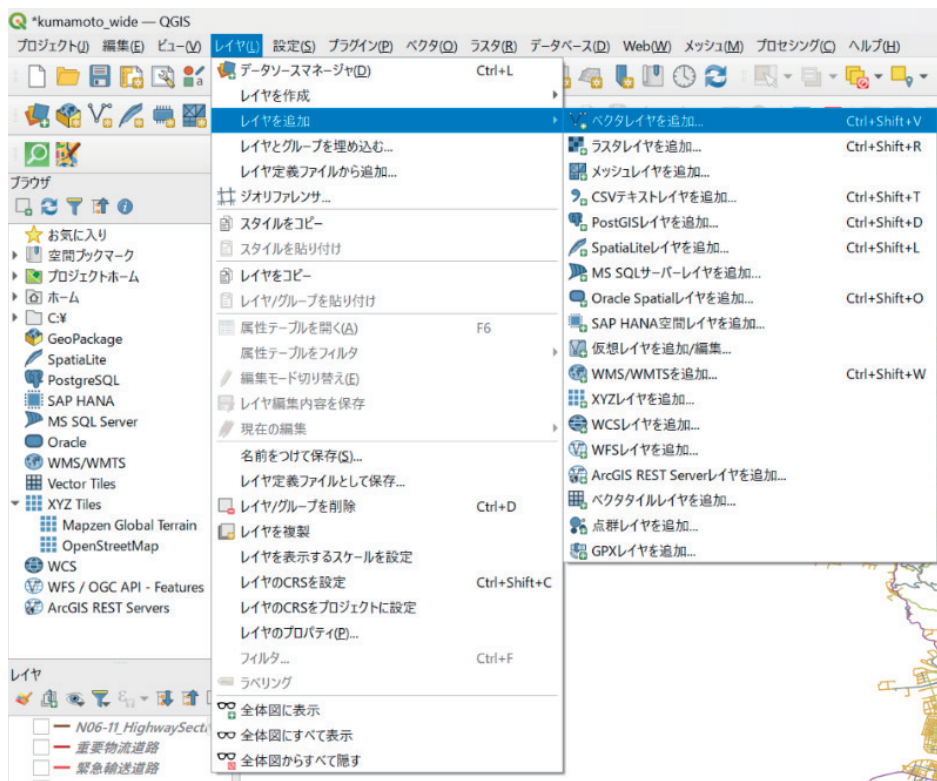 *kumamoto_wide — QGIS
プロジェクト(J) 編集(E) ビュー(V) レイヤ(L) 設定(S) プラグイン(P) ベクタ(O) ラスタ(R) データベース(D) Web(W) メッシュ(M) プロセシング(C) ヘルプ(H)
データソースマネージャ(D) Ctrl+L
レイヤを作成
レイヤを追加
レイヤとグループを埋め込む...
レイヤ定義ファイルから追加...
ジオリファレンサ...
スタイルをコピー
スタイルを貼り付け
レイヤをコピー
レイヤ/グループを貼り付け
属性テーブルを開く(A) F6
属性テーブルをフィルタ
編集モード切り替え(E)
レイヤ編集内容を保存
現在の編集
名前をつけて保存(S)...
レイヤ定義ファイルとして保存...
レイヤ/グループを削除 Ctrl+D
レイヤを複製
レイヤを表示するスケールを設定
レイヤのCRSを設定 Ctrl+Shift+C
レイヤのCRSをプロジェクトに設定
レイヤのプロパティ(P)...
フィルタ... Ctrl+F
ラベリング
全体図に表示
全体図にすべて表示
全体図からすべて隠す
ベクタレイヤを追加... Ctrl+Shift+V
ラスタレイヤを追加... Ctrl+Shift+R
メッシュレイヤを追加...
CSVテキストレイヤを追加... Ctrl+Shift+T
PostGISレイヤを追加... Ctrl+Shift+D
SpatiaLiteレイヤを追加... Ctrl+Shift+L
MS SQLサーバーレイヤを追加...
Oracle Spatialレイヤを追加... Ctrl+Shift+O
SAP HANA空間レイヤを追加...
仮想レイヤを追加/編集...
WMS/WMTSを追加... Ctrl+Shift+W
XYZレイヤを追加...
WCSレイヤを追加...
WFSレイヤを追加...
ArcGIS REST Serverレイヤを追加...
ベクタタイルレイヤを追加...
点群レイヤを追加...
GPXレイヤを追加...
ブラウザ
お気に入り
空間ブックマーク
プロジェクトホーム
ホーム
C:¥
GeoPackage
SpatiaLite
PostgreSQL
SAP HANA
MS SQL Server
Oracle
WMS/WMTS
Vector Tiles
XYZ Tiles
Mapzen Global Terrain
OpenStreetMap
WCS
WFS / OGC API - Features
ArcGIS REST Servers
レイヤ
N06-11_HighwaySecti
重要物流道路
緊急輸送道路